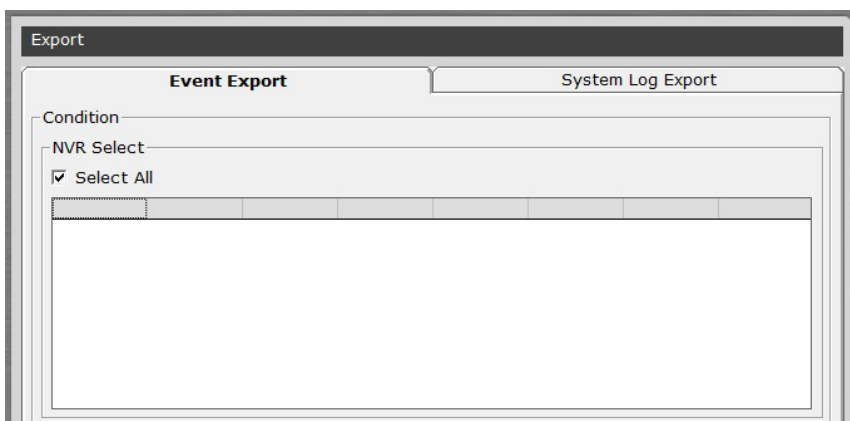 Export
Event Export
System Log Export
Condition
NVR Select
Select All